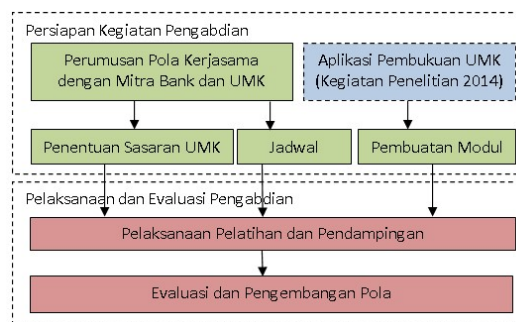 Persiapan Kegiatan Pengabdian
Perumusan Pola Kerjasama
dengan Mitra Bank dan UMK
Aplikasi Pembukuan UMK
(Kegiatan Penelitian 2014)
Penentuan Sasaran UMK
Jadwal
Pembuatan Modul
Pelaksanaan dan Evaluasi Pengabdian
Pelaksanaan Pelatihan dan Pendampingan
Evaluasi dan Pengembangan Pola